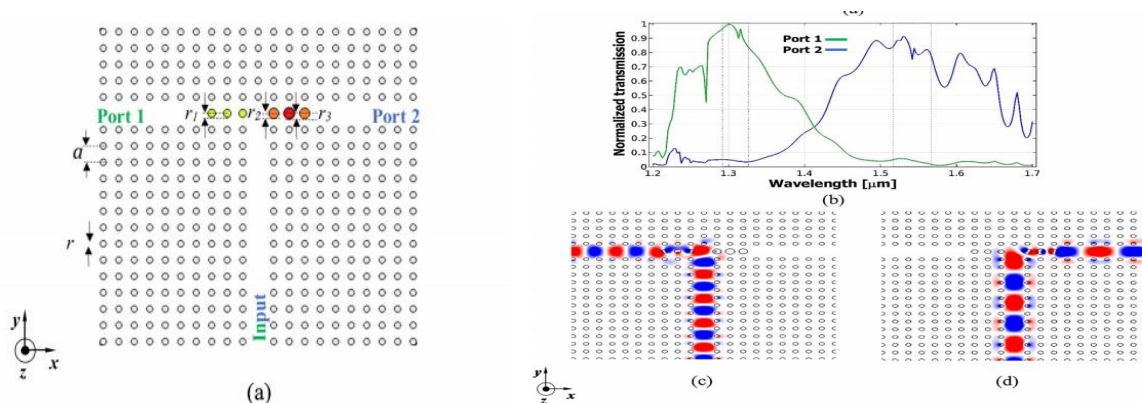 Port 1
r1
r2
r3
Port 2
a
r
Input
y
x
z
(a)
(a)
Normalized transmission
1
0.9
0.8
0.7
0.6
0.5
0.4
0.3
0.2
0.1
0
Port 1
Port 2
1.2 1.3 1.4 1.5 1.6 1.7
Wavelength [μm]
(b)
y
z x
(c)
(d)